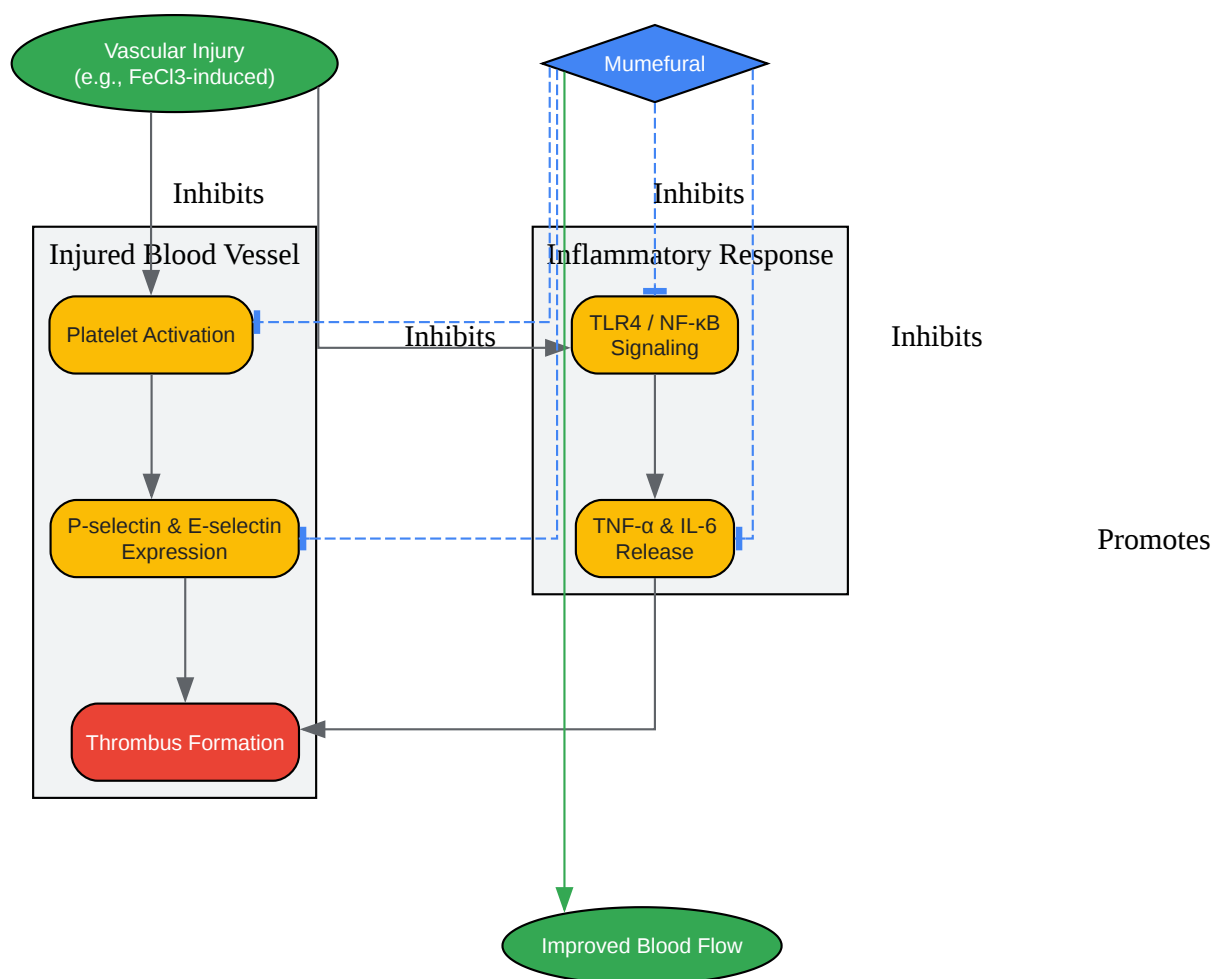 Vascular Injury
(e.g., FeCl3-induced)
Mumefural
Inhibits
Inhibits
Injured Blood Vessel
Inflammatory Response
Platelet Activation
Inhibits
TLR4 / NF-κB
Signaling
Inhibits
P-selectin & E-selectin
Expression
TNF-α & IL-6
Release
Promotes
Thrombus Formation
Improved Blood Flow